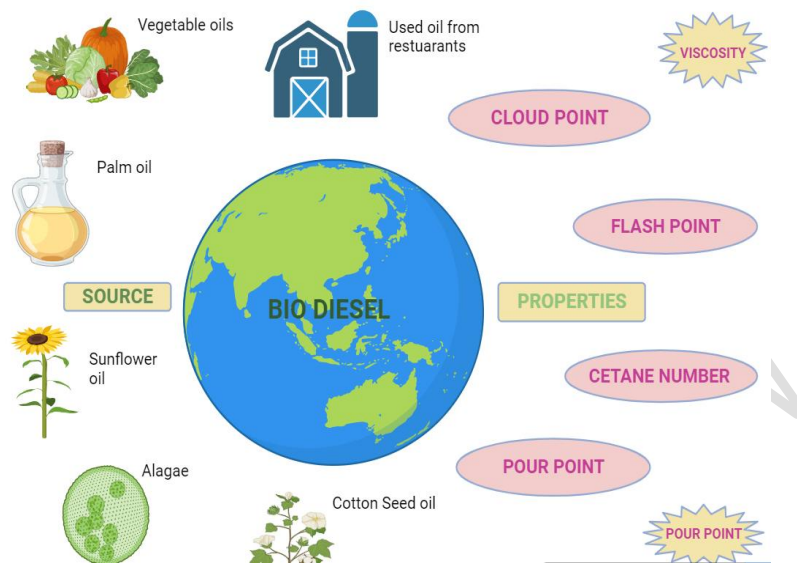 Vegetable oils
Used oil from
restuarants
VISCOSITY
CLOUD POINT
Palm oil
FLASH POINT
SOURCE
BIO DIESEL
PROPERTIES
Sunflower
oil
CETANE NUMBER
Alagae
POUR POINT
Cotton Seed oil
POUR POINT